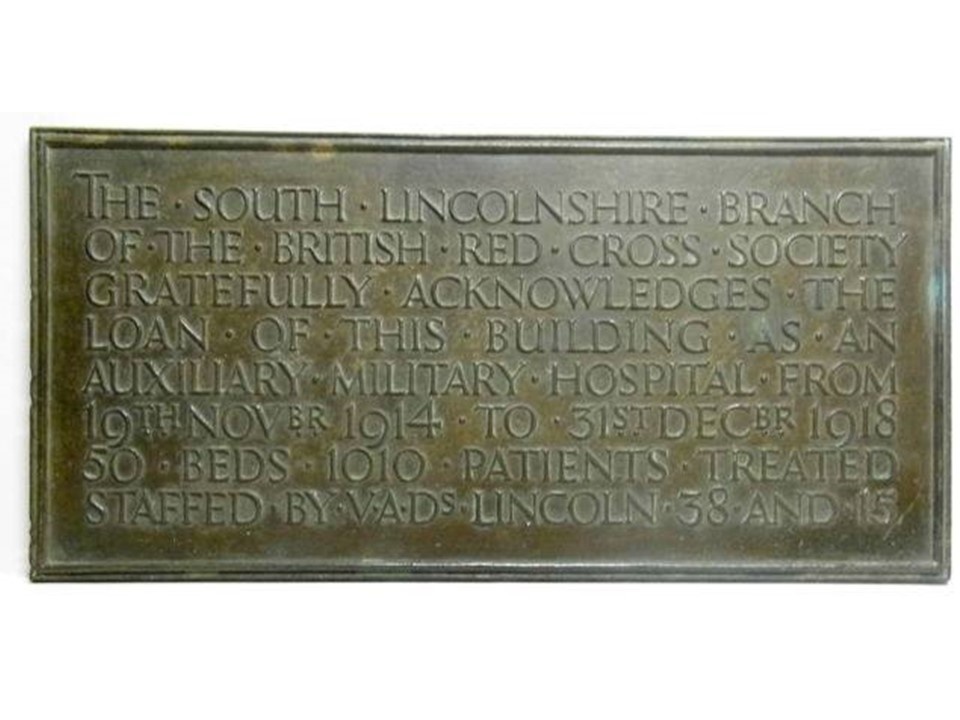 THE · SOUTH · LINCOLNSHIRE · BRANCH
OF · THE · BRITISH · RED · CROSS · SOCIETY
GRATEFULLY · ACKNOWLEDGES · THE
LOAN · OF · THIS · BUILDING · AS · AN
AUXILIARY · MILITARY · HOSPITAL · FROM
19TH NOVBR 1914 · TO · 31ST DECBR 1918
50 · BEDS · 1010 · PATIENTS · TREATED
STAFFED · BY · V·A·Ds · LINCOLN · 38 · AND · 15